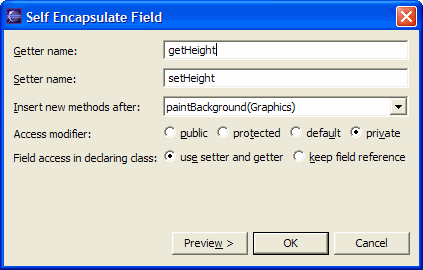 Self Encapsulate Field
Getter name: getHeight
Setter name: setHeight
Insert new methods after: paintBackground(Graphics)
Access modifier: public protected default private
Field access in declaring class: use setter and getter keep field reference
Preview > OK Cancel